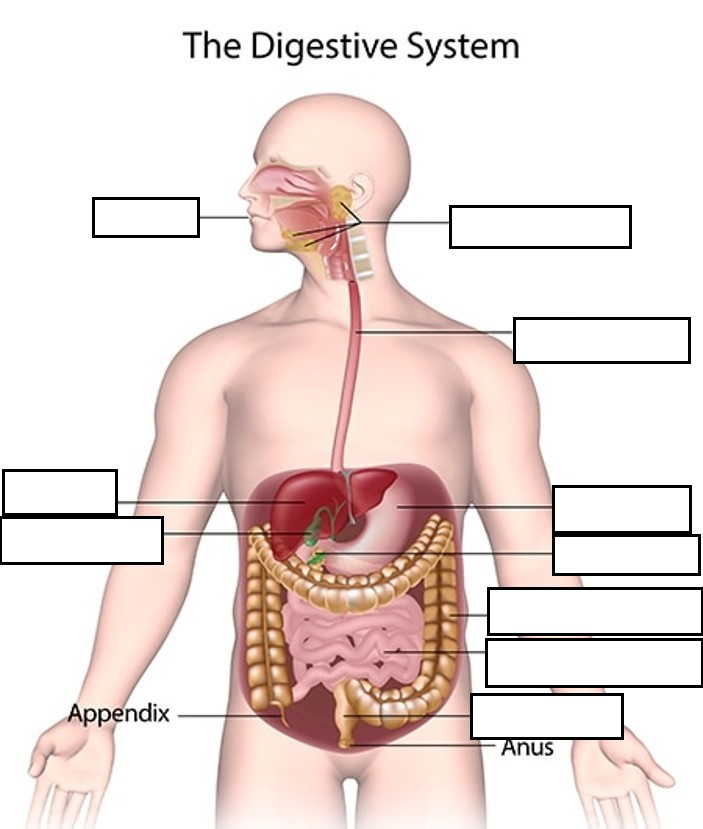 The Digestive System
Appendix
Anus